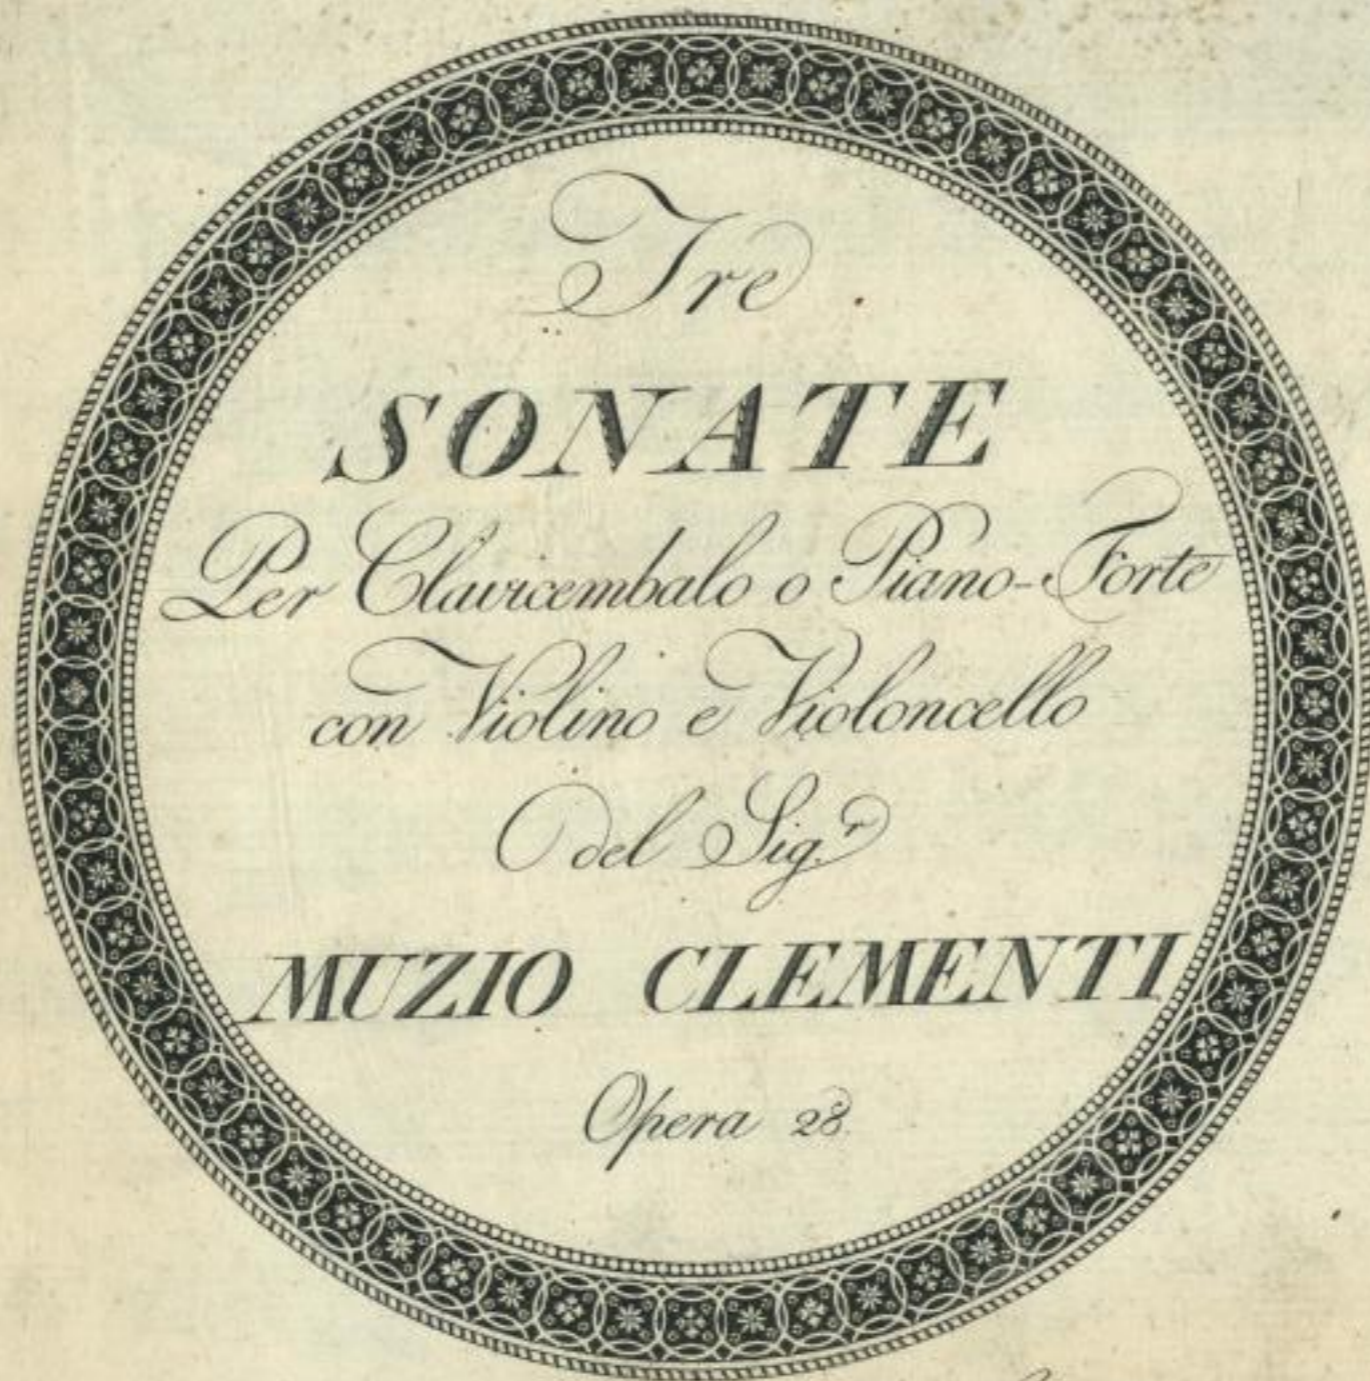 Tre
SONATE
Per Clavicembalo o Piano-Forte
con Violino e Violoncello
del Sig.r
MUZIO CLEMENTI
Opera 28.